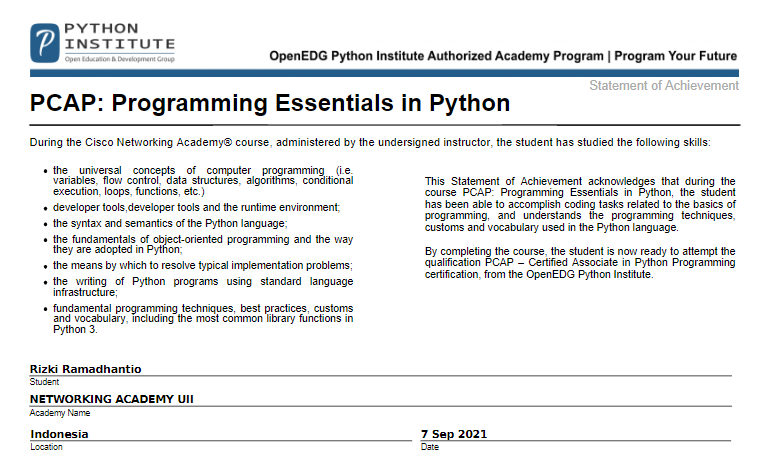 PYTHON
INSTITUTE
Open Education & Development Group
OpenEDG Python Institute Authorized Academy Program | Program Your Future
Statement of Achievement
PCAP: Programming Essentials in Python
During the Cisco Networking Academy® course, administered by the undersigned instructor, the student has studied the following skills:
• the universal concepts of computer programming (i.e.
variables, flow control, data structures, algorithms, conditional
execution, loops, functions, etc.)
• developer tools,developer tools and the runtime environment;
• the syntax and semantics of the Python language;
• the fundamentals of object-oriented programming and the way
they are adopted in Python;
• the means by which to resolve typical implementation problems;
• the writing of Python programs using standard language
infrastructure;
• fundamental programming techniques, best practices, customs
and vocabulary, including the most common library functions in
Python 3.
This Statement of Achievement acknowledges that during the
course PCAP: Programming Essentials in Python, the student
has been able to accomplish coding tasks related to the basics of
programming, and understands the programming techniques,
customs and vocabulary used in the Python language.
By completing the course, the student is now ready to attempt the
qualification PCAP – Certified Associate in Python Programming
certification, from the OpenEDG Python Institute.
Rizki Ramadhantio
Student
NETWORKING ACADEMY UII
Academy Name
Indonesia
Location
7 Sep 2021
Date